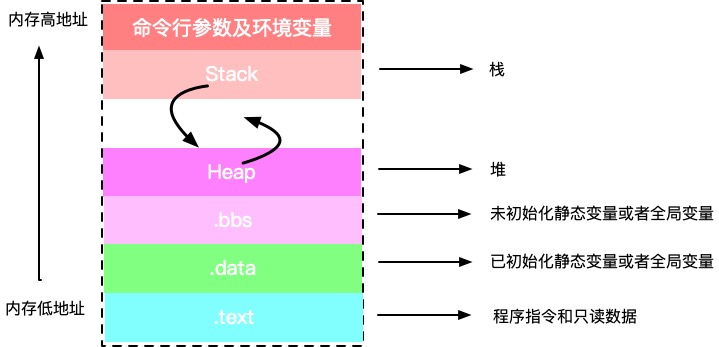 内存高地址
命令行参数及环境变量
Stack
栈
Heap
堆
.bbs
未初始化静态变量或者全局变量
.data
已初始化静态变量或者全局变量
内存低地址
.text
程序指令和只读数据